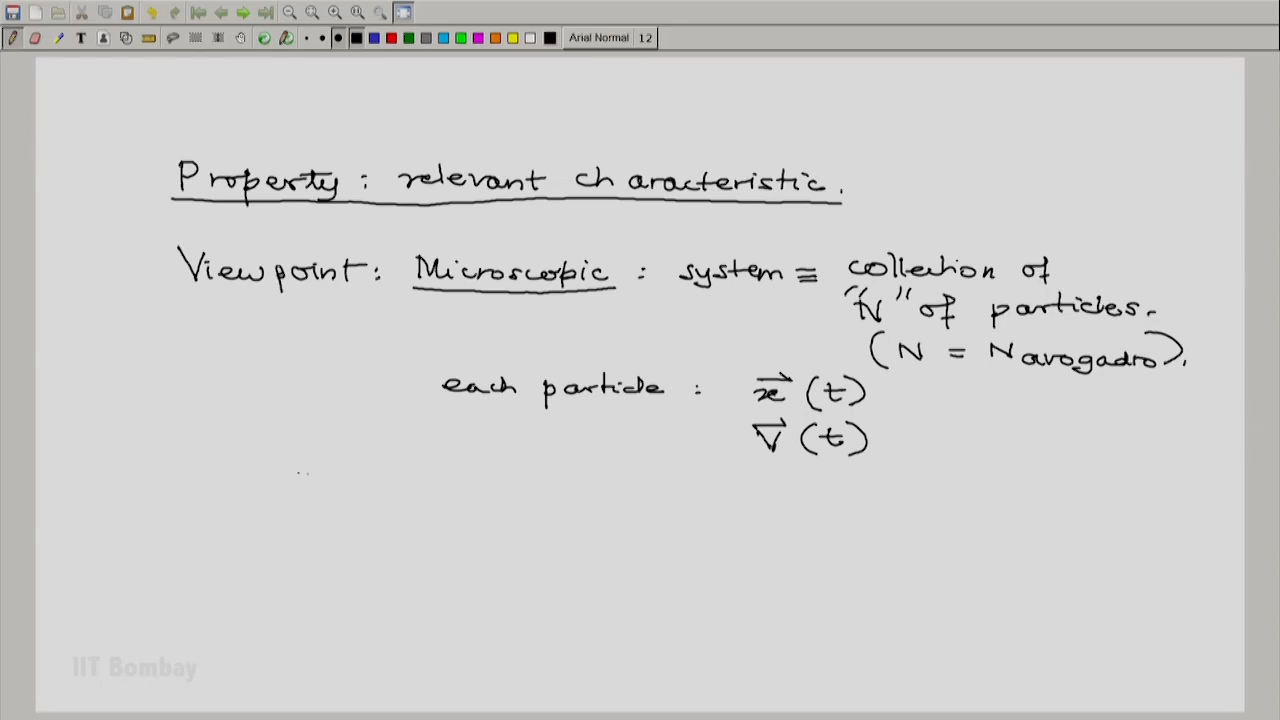 Arial Normal 12
Property : relevant characteristic.
Viewpoint : Microscopic : system ≡ collection of
"N" of particles.
(N = Navogadro).
each particle : x⃗ (t)
V⃗ (t)
IIT Bombay